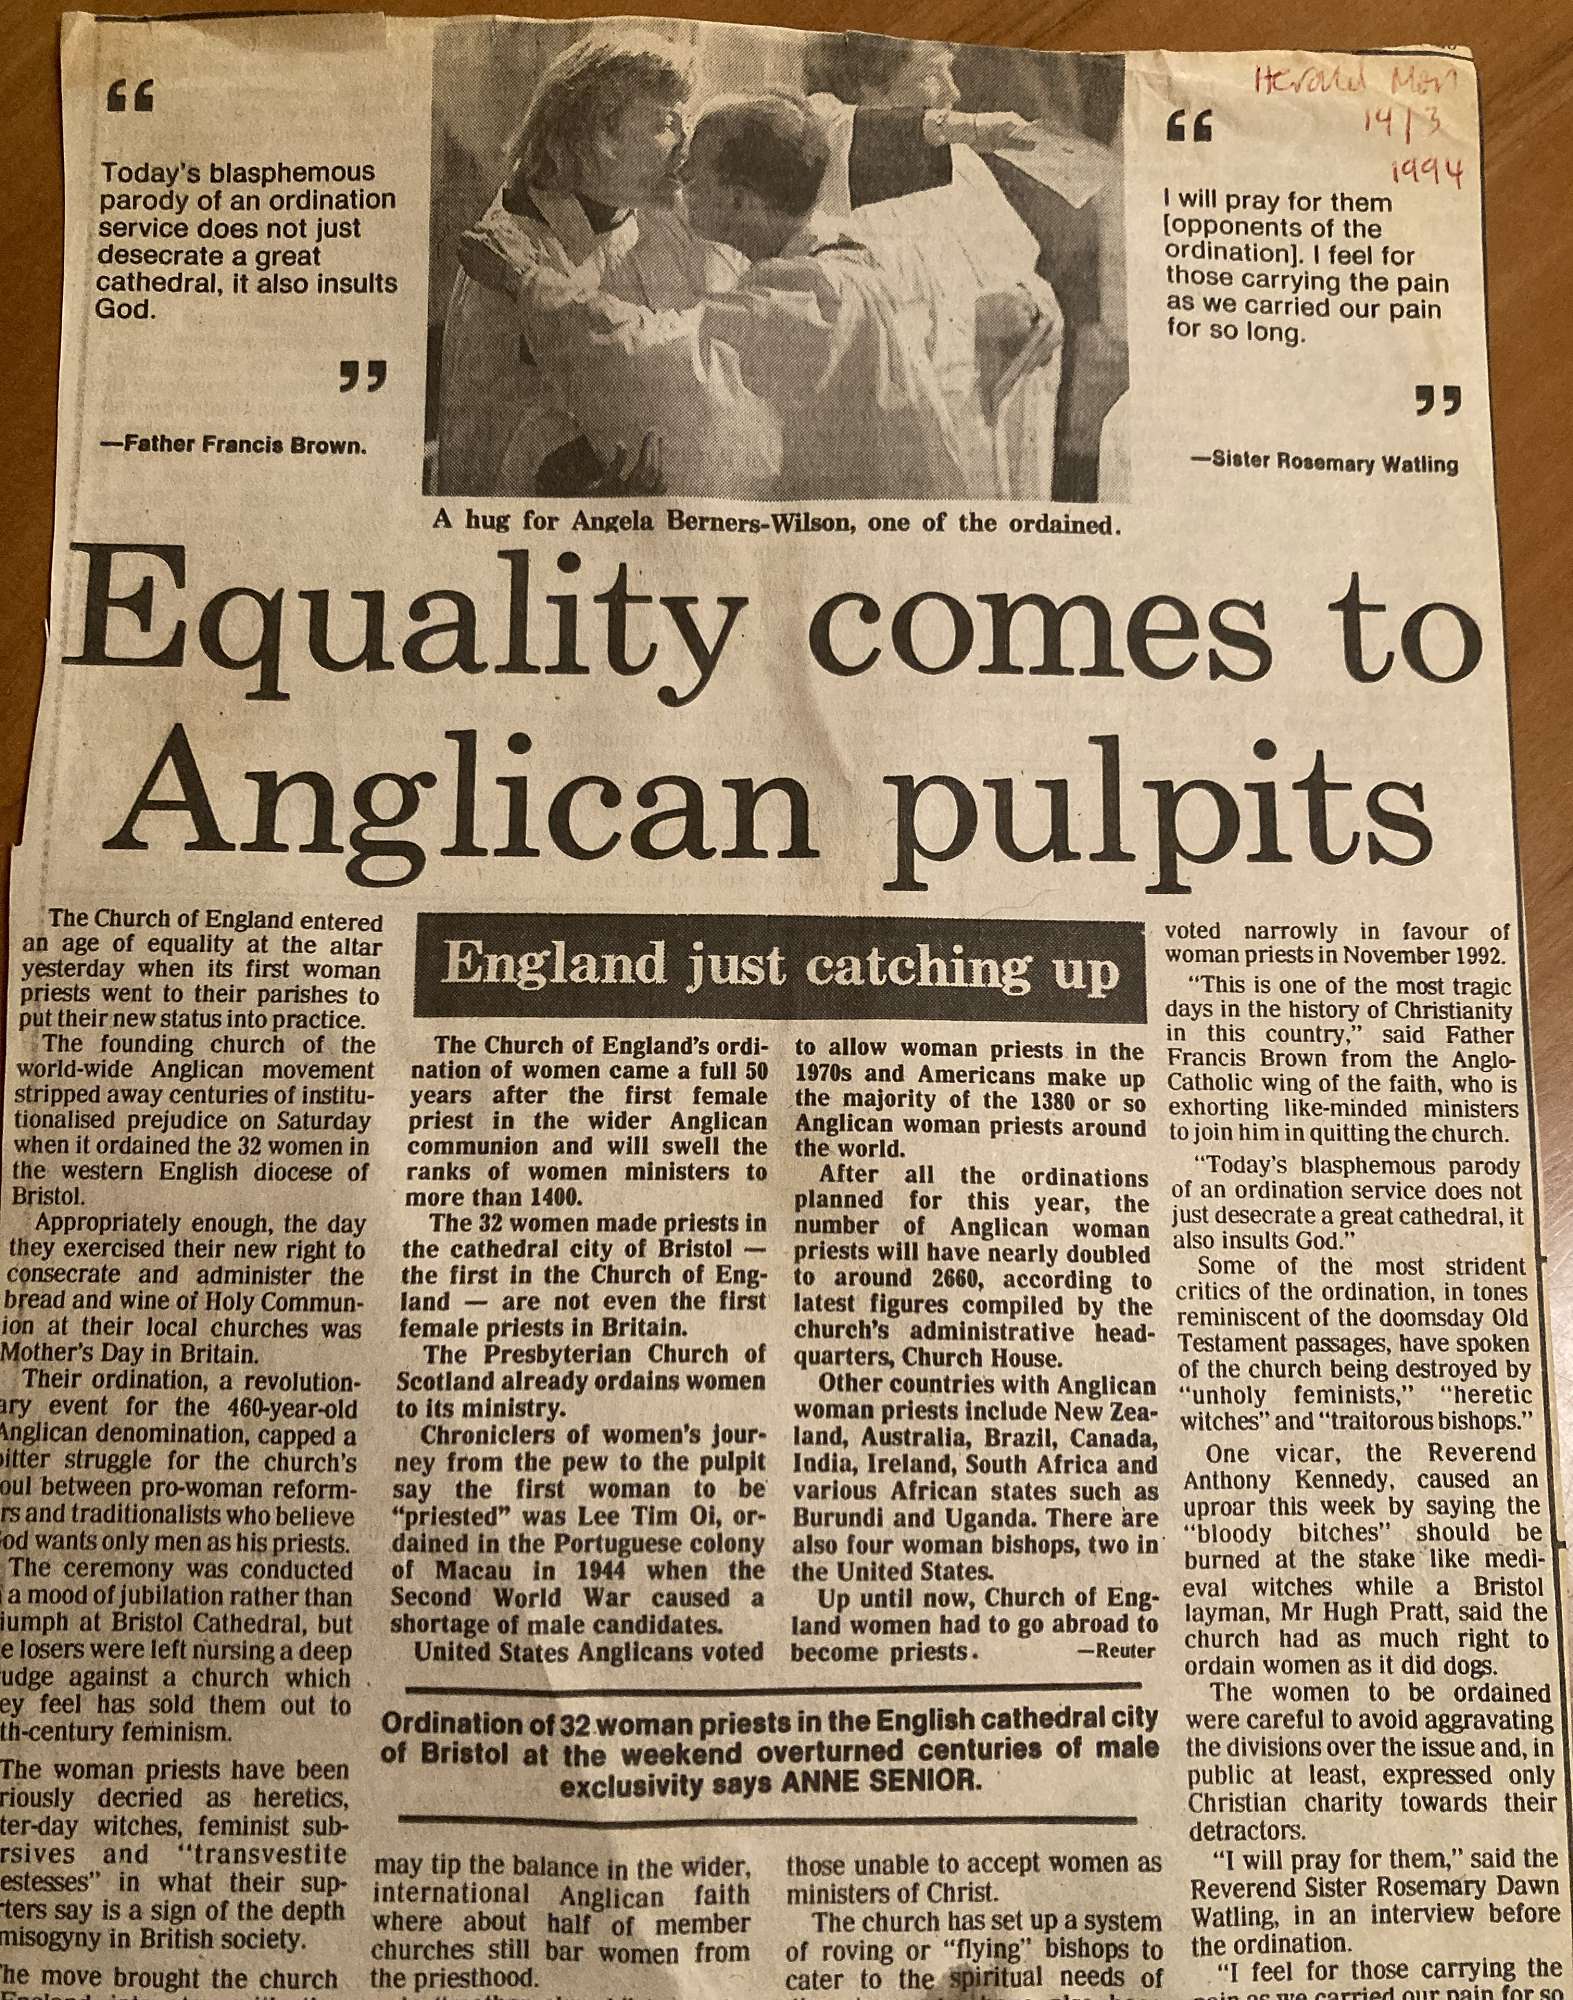 Herald Mon
14/3
1994
“
Today's blasphemous
parody of an ordination
service does not just
desecrate a great
cathedral, it also insults
God.
”
—Father Francis Brown.
“
I will pray for them
[opponents of the
ordination]. I feel for
those carrying the pain
as we carried our pain
for so long.
”
—Sister Rosemary Watling
A hug for Angela Berners-Wilson, one of the ordained.
Equality comes to
Anglican pulpits
The Church of England entered
an age of equality at the altar
yesterday when its first woman
priests went to their parishes to
put their new status into practice.
The founding church of the
world-wide Anglican movement
stripped away centuries of institu-
tionalised prejudice on Saturday
when it ordained the 32 women in
the western English diocese of
Bristol.
Appropriately enough, the day
they exercised their new right to
consecrate and administer the
bread and wine of Holy Commun-
ion at their local churches was
Mother's Day in Britain.
Their ordination, a revolution-
ary event for the 460-year-old
Anglican denomination, capped a
bitter struggle for the church's
oul between pro-woman reform-
rs and traditionalists who believe
od wants only men as his priests.
The ceremony was conducted
a mood of jubilation rather than
iumph at Bristol Cathedral, but
e losers were left nursing a deep
udge against a church which
ey feel has sold them out to
th-century feminism.
The woman priests have been
riously decried as heretics,
ter-day witches, feminist sub-
rsives and “transvestite
estesses” in what their sup-
rters say is a sign of the depth
misogyny in British society.
The move brought the church
England just catching up
The Church of England's ordi-
nation of women came a full 50
years after the first female
priest in the wider Anglican
communion and will swell the
ranks of women ministers to
more than 1400.
The 32 women made priests in
the cathedral city of Bristol —
the first in the Church of Eng-
land — are not even the first
female priests in Britain.
The Presbyterian Church of
Scotland already ordains women
to its ministry.
Chroniclers of women's jour-
ney from the pew to the pulpit
say the first woman to be
“priested” was Lee Tim Oi, or-
dained in the Portuguese colony
of Macau in 1944 when the
Second World War caused a
shortage of male candidates.
United States Anglicans voted
to allow woman priests in the
1970s and Americans make up
the majority of the 1380 or so
Anglican woman priests around
the world.
After all the ordinations
planned for this year, the
number of Anglican woman
priests will have nearly doubled
to around 2660, according to
latest figures compiled by the
church's administrative head-
quarters, Church House.
Other countries with Anglican
woman priests include New Zea-
land, Australia, Brazil, Canada,
India, Ireland, South Africa and
various African states such as
Burundi and Uganda. There are
also four woman bishops, two in
the United States.
Up until now, Church of Eng-
land women had to go abroad to
become priests. —Reuter
Ordination of 32 woman priests in the English cathedral city
of Bristol at the weekend overturned centuries of male
exclusivity says ANNE SENIOR.
may tip the balance in the wider,
international Anglican faith
where about half of member
churches still bar women from
the priesthood.
those unable to accept women as
ministers of Christ.
The church has set up a system
of roving or “flying” bishops to
cater to the spiritual needs of
voted narrowly in favour of
woman priests in November 1992.
“This is one of the most tragic
days in the history of Christianity
in this country,” said Father
Francis Brown from the Anglo-
Catholic wing of the faith, who is
exhorting like-minded ministers
to join him in quitting the church.
“Today's blasphemous parody
of an ordination service does not
just desecrate a great cathedral, it
also insults God.”
Some of the most strident
critics of the ordination, in tones
reminiscent of the doomsday Old
Testament passages, have spoken
of the church being destroyed by
“unholy feminists,” “heretic
witches” and “traitorous bishops.”
One vicar, the Reverend
Anthony Kennedy, caused an
uproar this week by saying the
“bloody bitches” should be
burned at the stake like medi-
eval witches while a Bristol
layman, Mr Hugh Pratt, said the
church had as much right to
ordain women as it did dogs.
The women to be ordained
were careful to avoid aggravating
the divisions over the issue and, in
public at least, expressed only
Christian charity towards their
detractors.
“I will pray for them,” said the
Reverend Sister Rosemary Dawn
Watling, in an interview before
the ordination.
“I feel for those carrying the
pain as we carried our pain for so